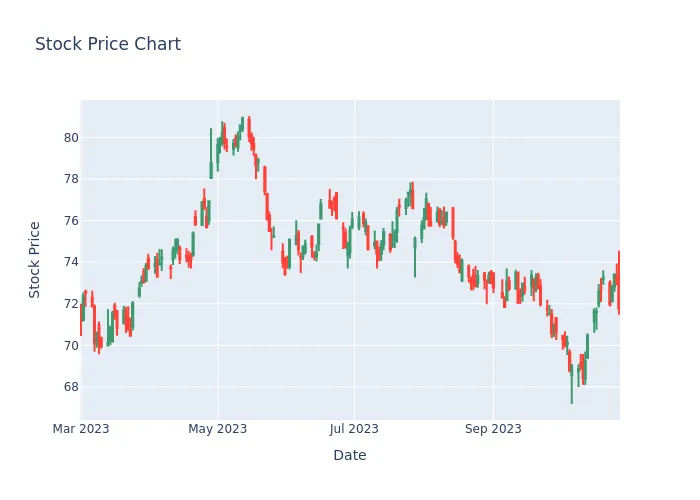 Stock Price Chart
Stock Price
80
78
76
74
72
70
68
Mar 2023
May 2023
Jul 2023
Sep 2023
Date